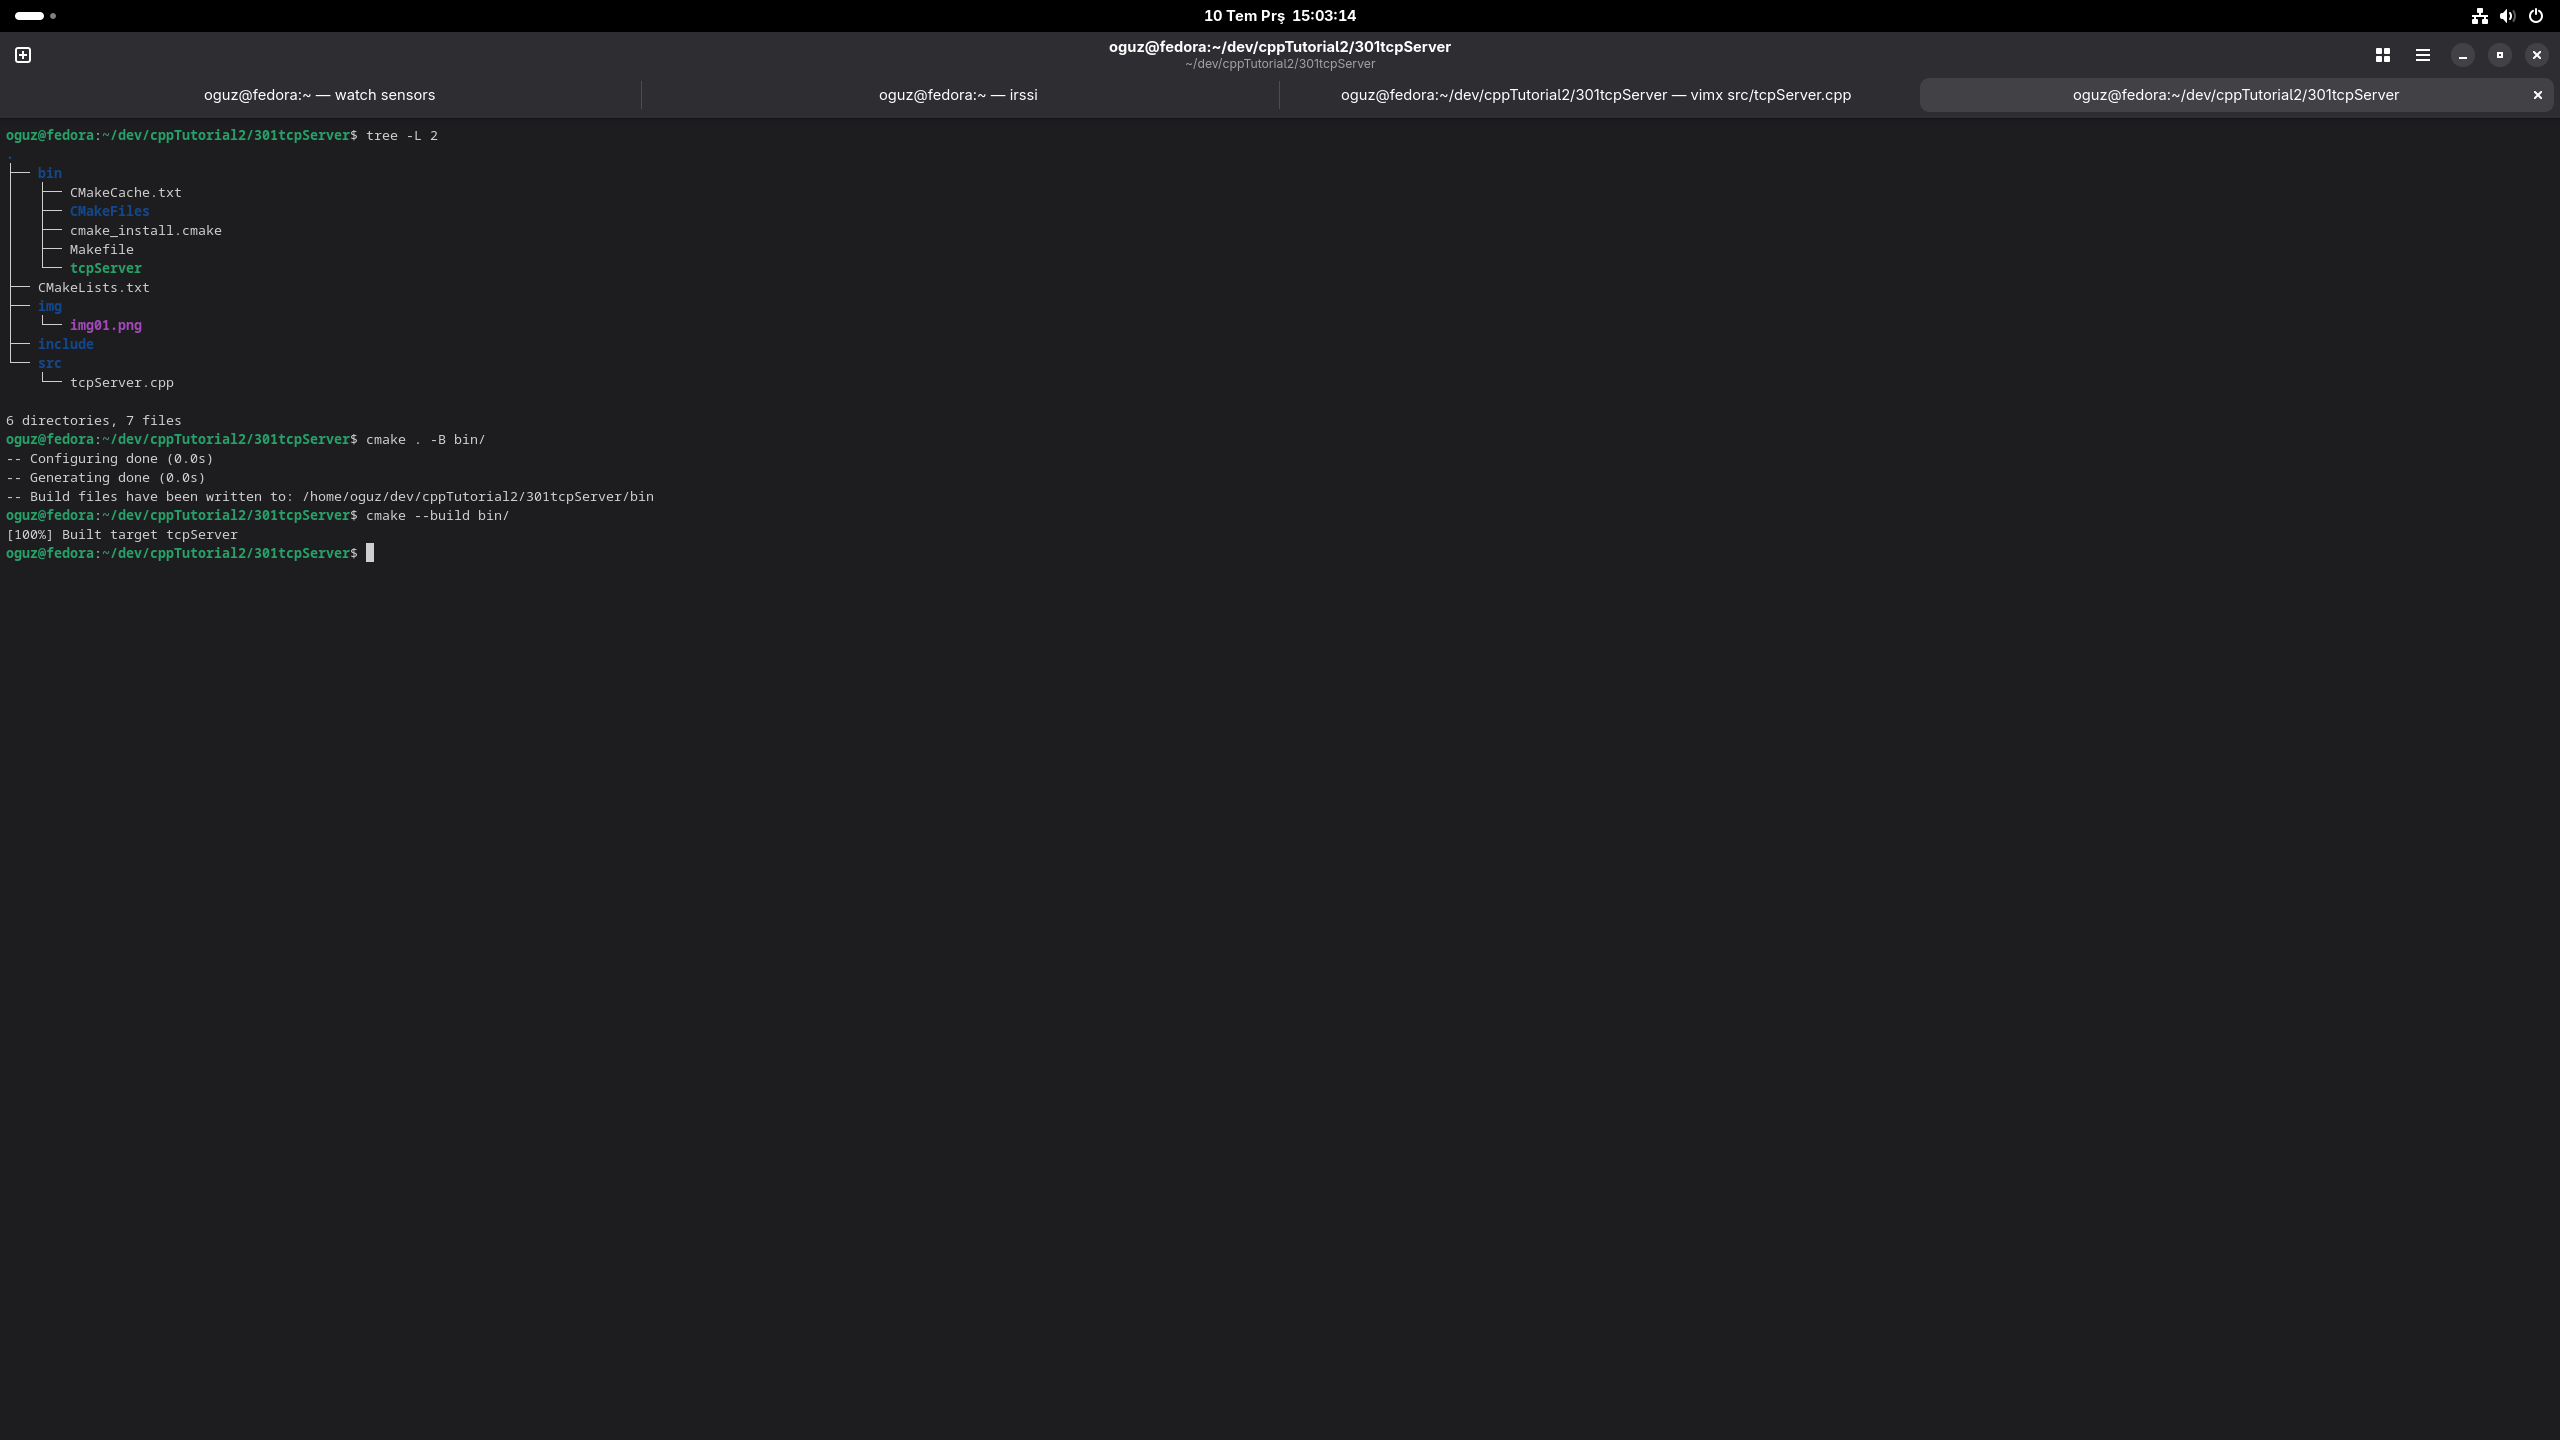 10 Tem Prş 15:03:14
oguz@fedora:~/dev/cppTutorial2/301tcpServer
~/dev/cppTutorial2/301tcpServer
oguz@fedora:~ — watch sensors
oguz@fedora:~ — irssi
oguz@fedora:~/dev/cppTutorial2/301tcpServer — vimx src/tcpServer.cpp
oguz@fedora:~/dev/cppTutorial2/301tcpServer
oguz@fedora:~/dev/cppTutorial2/301tcpServer$ tree -L 2
.
├── bin
│   ├── CMakeCache.txt
│   ├── CMakeFiles
│   ├── cmake_install.cmake
│   ├── Makefile
│   └── tcpServer
├── CMakeLists.txt
├── img
│   └── img01.png
├── include
└── src
    └── tcpServer.cpp
6 directories, 7 files
oguz@fedora:~/dev/cppTutorial2/301tcpServer$ cmake . -B bin/
-- Configuring done (0.0s)
-- Generating done (0.0s)
-- Build files have been written to: /home/oguz/dev/cppTutorial2/301tcpServer/bin
oguz@fedora:~/dev/cppTutorial2/301tcpServer$ cmake --build bin/
[100%] Built target tcpServer
oguz@fedora:~/dev/cppTutorial2/301tcpServer$